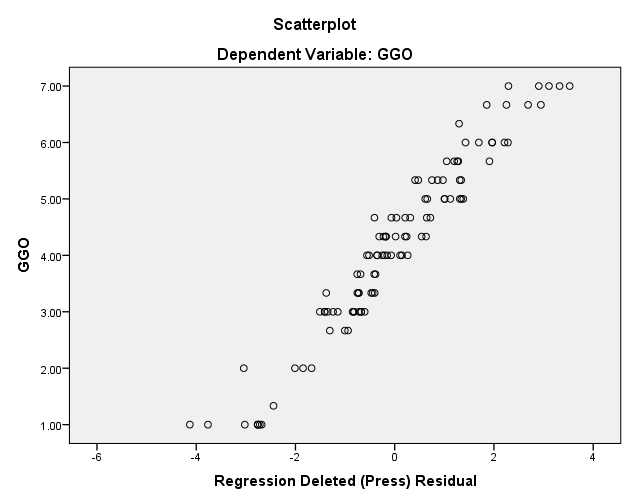 Scatterplot
Dependent Variable: GGO
7.00
6.00
5.00
4.00
3.00
2.00
1.00
GGO
-6 -4 -2 0 2 4
Regression Deleted (Press) Residual